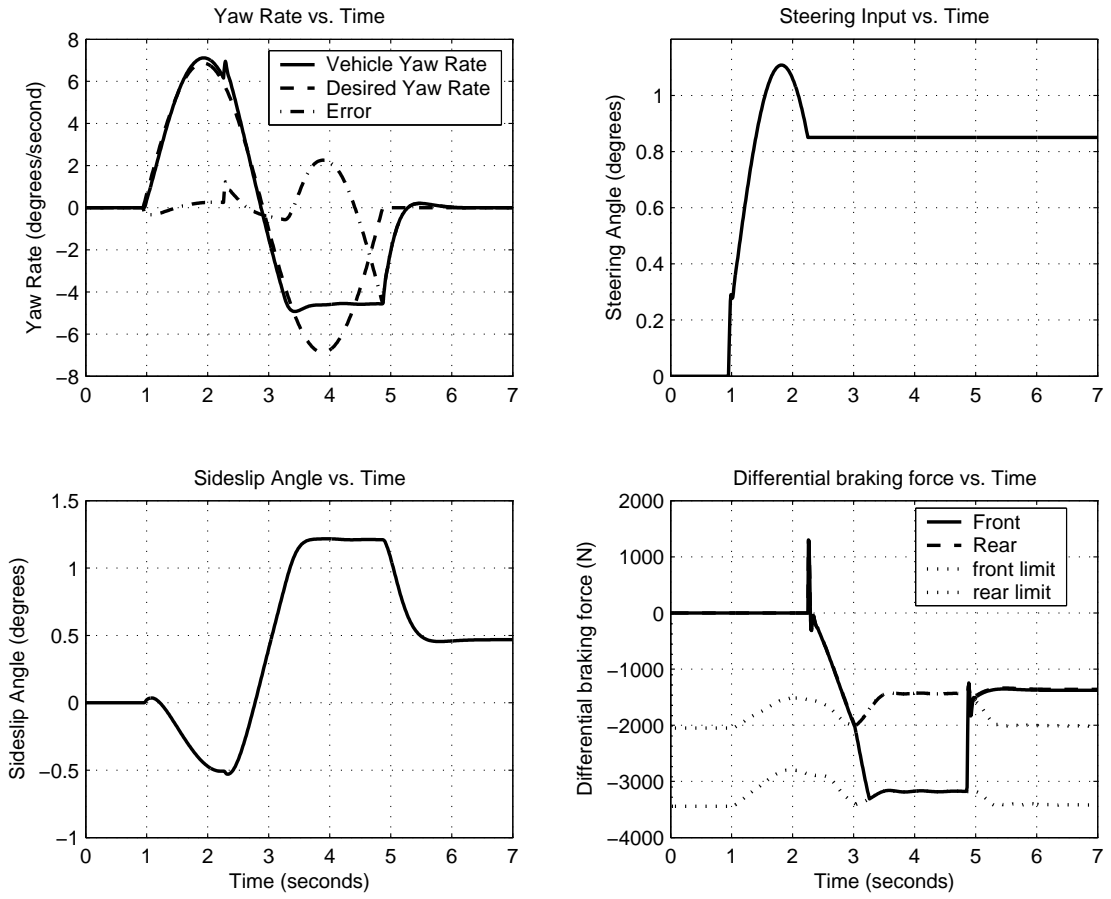 Yaw Rate vs. Time
Yaw Rate (degrees/second)
8
6
4
2
0
−2
−4
−6
−8
0 1 2 3 4 5 6 7
Vehicle Yaw Rate
Desired Yaw Rate
Error
Steering Input vs. Time
Steering Angle (degrees)
1
0.8
0.6
0.4
0.2
0
0 1 2 3 4 5 6 7
Sideslip Angle vs. Time
Sideslip Angle (degrees)
1.5
1
0.5
0
−0.5
−1
0 1 2 3 4 5 6 7
Time (seconds)
Differential braking force vs. Time
Differential braking force (N)
2000
1000
0
−1000
−2000
−3000
−4000
0 1 2 3 4 5 6 7
Time (seconds)
Front
Rear
front limit
rear limit